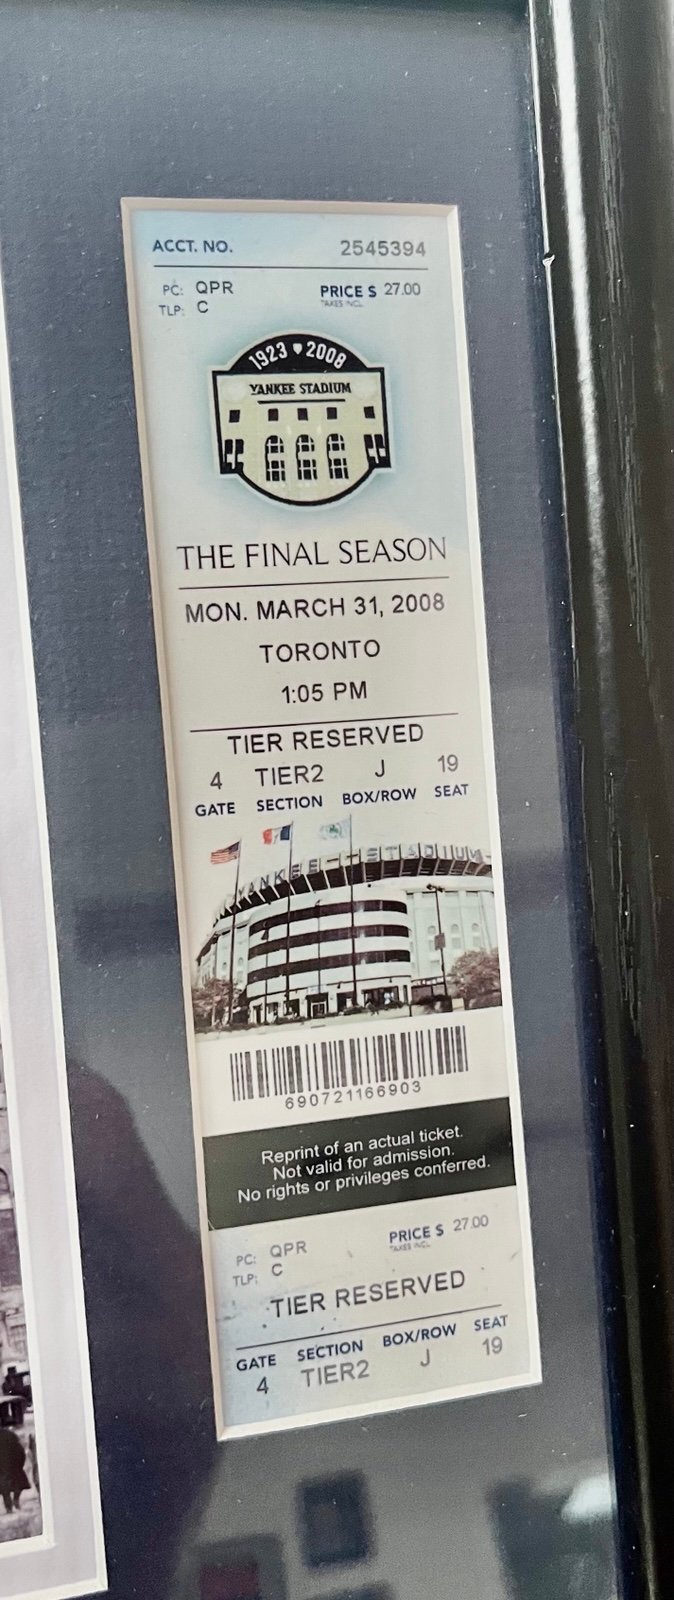 ACCT. NO. 2545394
PC: QPR PRICE $ 27.00
TLP: C TAXES INCL.
1923 2008
YANKEE STADIUM
THE FINAL SEASON
MON. MARCH 31, 2008
TORONTO
1:05 PM
TIER RESERVED
4 TIER2 J 19
GATE SECTION BOX/ROW SEAT
YANKEE STADIUM
690721166903
Reprint of an actual ticket.
Not valid for admission.
No rights or privileges conferred.
PC: QPR PRICE $ 27.00
TLP: C TAXES INCL.
TIER RESERVED
GATE SECTION BOX/ROW SEAT
4 TIER2 J 19